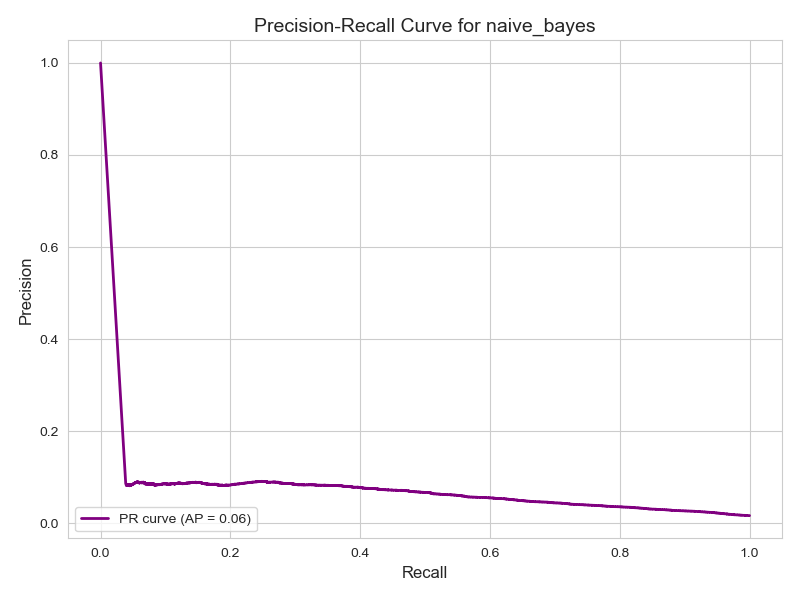 Precision-Recall Curve for naive_bayes
Precision
1.0
0.8
0.6
0.4
0.2
0.0
PR curve (AP = 0.06)
0.0 0.2 0.4 0.6 0.8 1.0
Recall